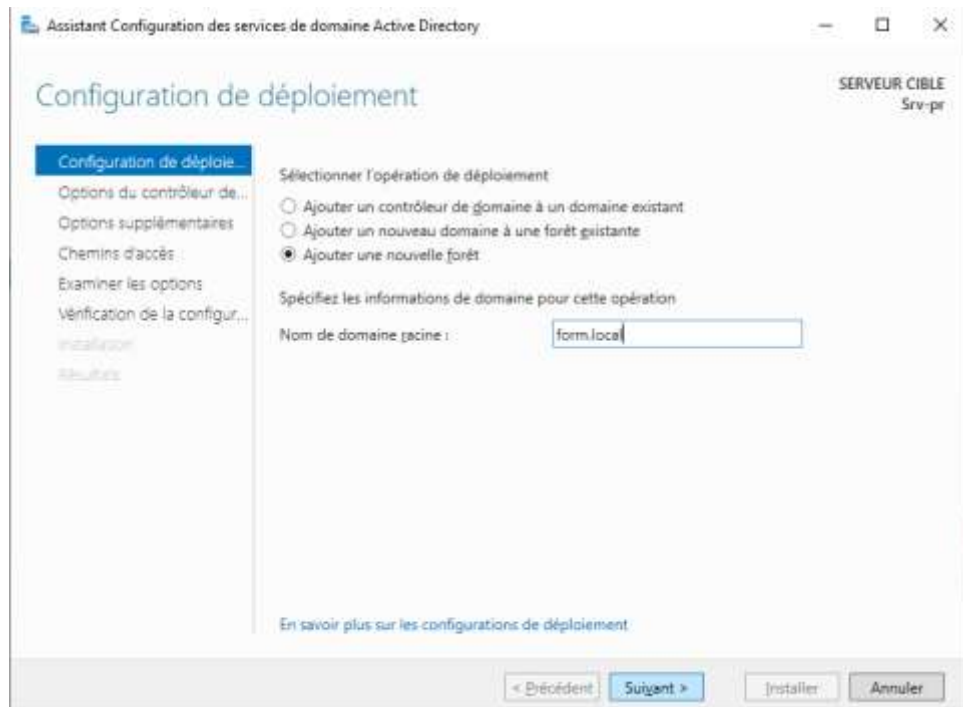 Assistant Configuration des services de domaine Active Directory
Configuration de déploiement
SERVEUR CIBLE
Srv-pr
Configuration de déploie...
Options du contrôleur de...
Options supplémentaires
Chemins d'accès
Examiner les options
Vérification de la configur...
Installation
Résultats
Sélectionner l'opération de déploiement
Ajouter un contrôleur de domaine à un domaine existant
Ajouter un nouveau domaine à une forêt existante
Ajouter une nouvelle forêt
Spécifiez les informations de domaine pour cette opération
Nom de domaine racine :
form.local
En savoir plus sur les configurations de déploiement
< Précédent
Suivant >
Installer
Annuler